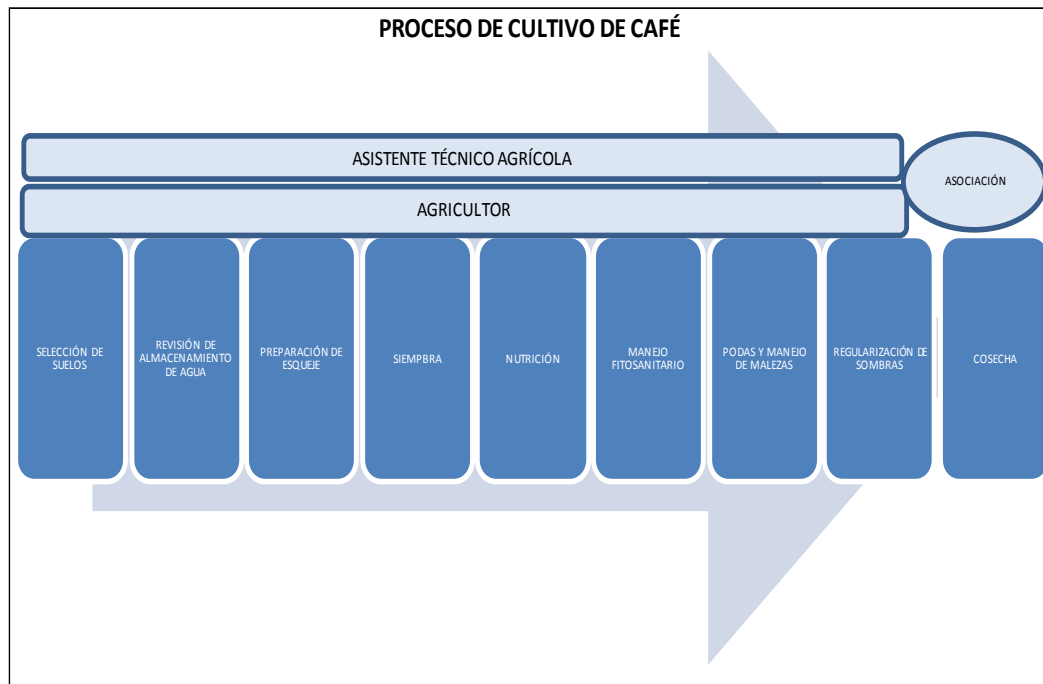 PROCESO DE CULTIVO DE CAFÉ
ASISTENTE TÉCNICO AGRÍCOLA
ASOCIACIÓN
AGRICULTOR
SELECCIÓN DE
SUELOS
REVISIÓN DE
ALMACENAMIENTO
DE AGUA
PREPARACIÓN DE
ESQUEJE
SIEMPBRA
NUTRICIÓN
MANEJO
FITOSANITARIO
PODAS Y MANEJO
DE MALEZAS
REGULARIZACIÓN DE
SOMBRAS
COSECHA